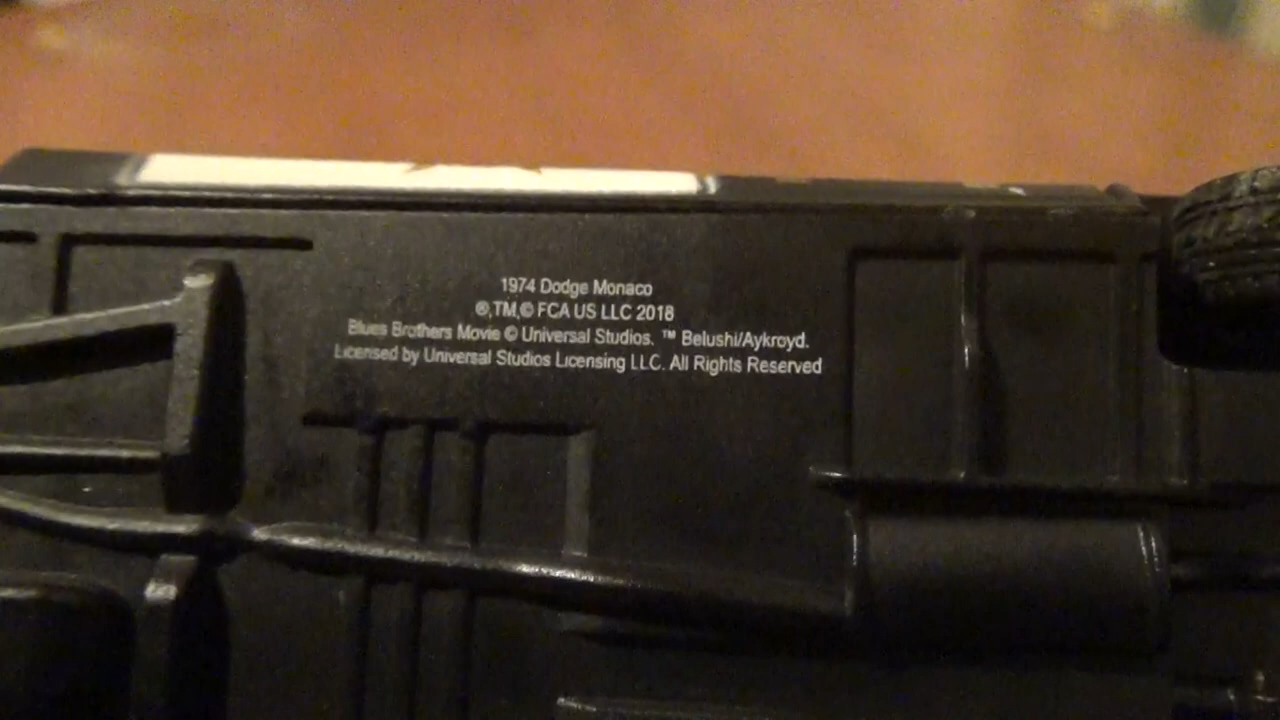 1974 Dodge Monaco
®,TM,© FCA US LLC 2018
Blues Brothers Movie © Universal Studios. ™ Belushi/Aykroyd.
Licensed by Universal Studios Licensing LLC. All Rights Reserved